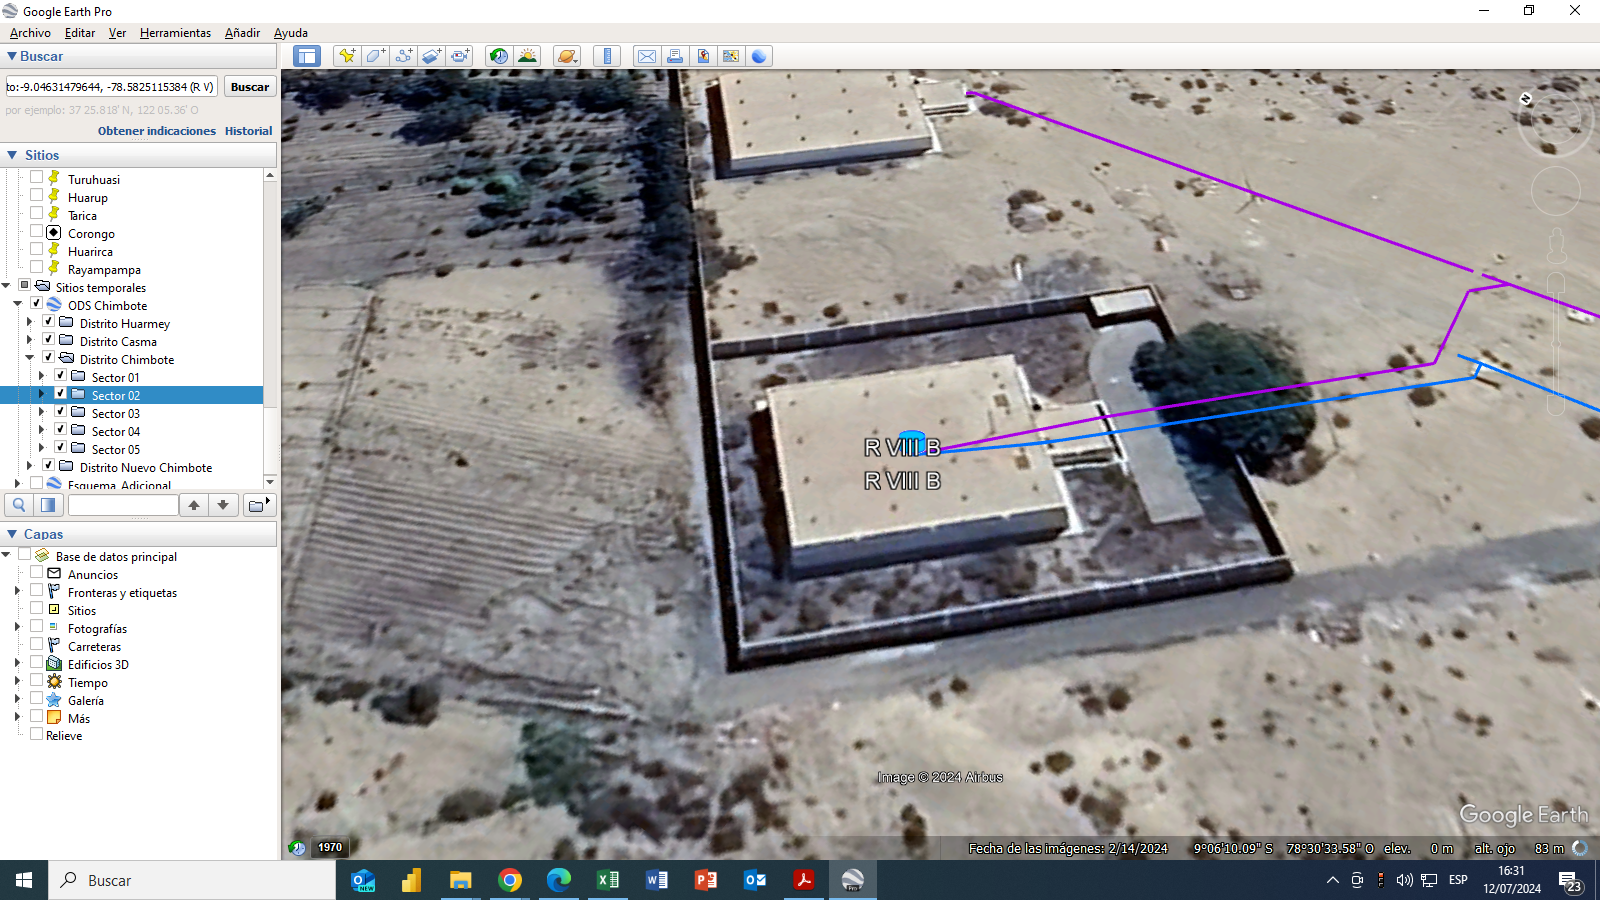 Google Earth Pro
Archivo Editar Ver Herramientas Añadir Ayuda
Buscar
to:-9.04631479644, -78.5825115384 (R V)
Buscar
por ejemplo: 37 25.818' N, 122 05.36' O
Obtener indicaciones Historial
Sitios
Turuhuasi
Huarup
Tarica
Corongo
Huarirca
Rayampampa
Sitios temporales
ODS Chimbote
Distrito Huarmey
Distrito Casma
Distrito Chimbote
Sector 01
Sector 02
Sector 03
Sector 04
Sector 05
Distrito Nuevo Chimbote
Esquema_Adicional
Capas
Base de datos principal
Anuncios
Fronteras y etiquetas
Sitios
Fotografías
Carreteras
Edificios 3D
Tiempo
Galería
Más
Relieve
N
R VIII B
R VIII B
Image © 2024 Airbus
Google Earth
1970
Fecha de las imágenes: 2/14/2024 9°06'10.09" S 78°30'33.58" O elev. 0 m alt. ojo 83 m
Buscar
NEW
Pro
ESP
16:31
12/07/2024
23